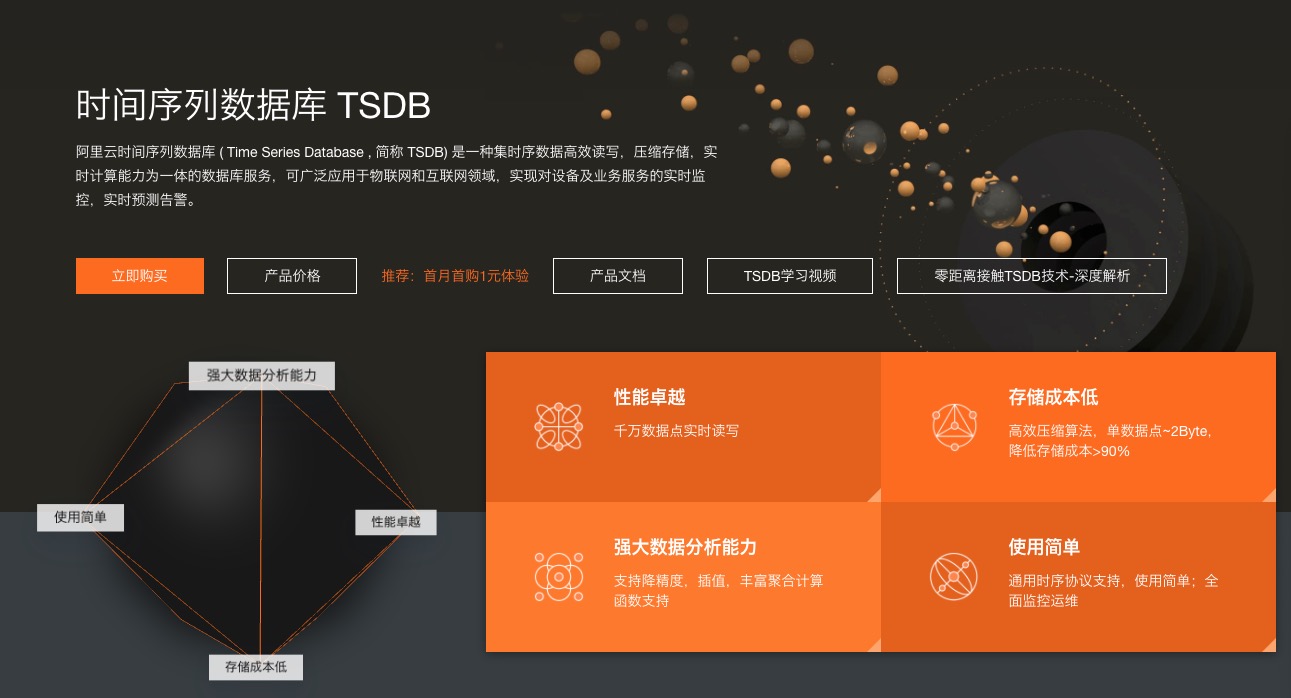 时间序列数据库 TSDB
阿里云时间序列数据库 ( Time Series Database , 简称 TSDB) 是一种集时序数据高效读写，压缩存储，实
时计算能力为一体的数据库服务，可广泛应用于物联网和互联网领域，实现对设备及业务服务的实时监
控，实时预测告警。
立即购买
产品价格
推荐：首月首购1元体验
产品文档
TSDB学习视频
零距离接触TSDB技术-深度解析
强大数据分析能力
使用简单
性能卓越
存储成本低
性能卓越
千万数据点实时读写
存储成本低
高效压缩算法，单数据点~2Byte,
降低存储成本>90%
强大数据分析能力
支持降精度，插值，丰富聚合计算
函数支持
使用简单
通用时序协议支持，使用简单；全
面监控运维